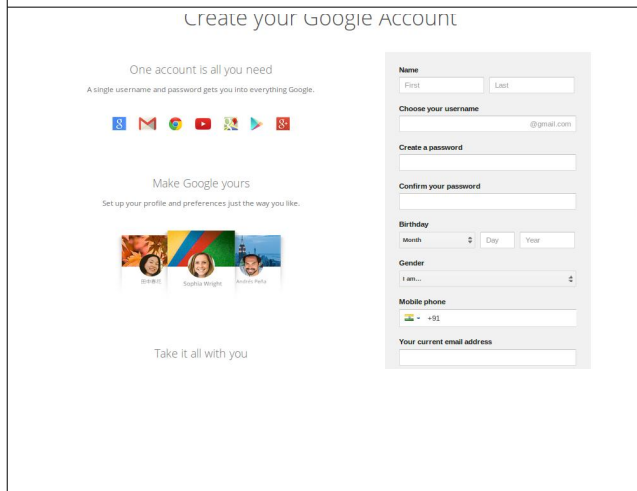 Create your Google Account
One account is all you need
A single username and password gets you into everything Google.
Make Google yours
Set up your profile and preferences just the way you like.
Sophia Wright
Take it all with you
Name
First Last
Choose your username
@gmail.com
Create a password
Confirm your password
Birthday
Month Day Year
Gender
I am...
Mobile phone
+91
Your current email address